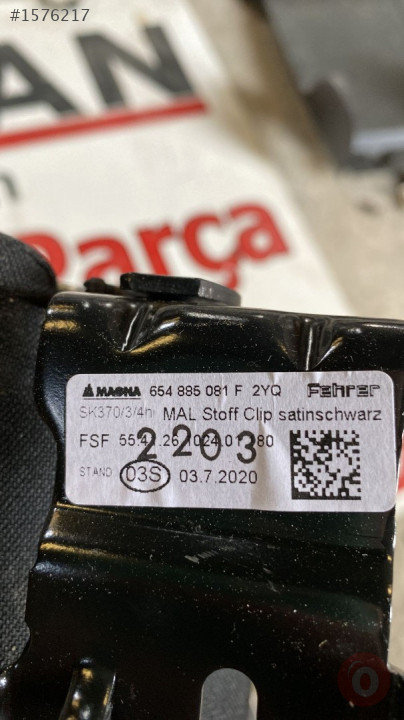 #1576217
AN
Parça
MAGNA 654 885 081 F 2YQ Fehrer
SK370/3/4 MAL Stoff Clip satinschwarz
FSF
2203
STAND 03S 03.7.2020